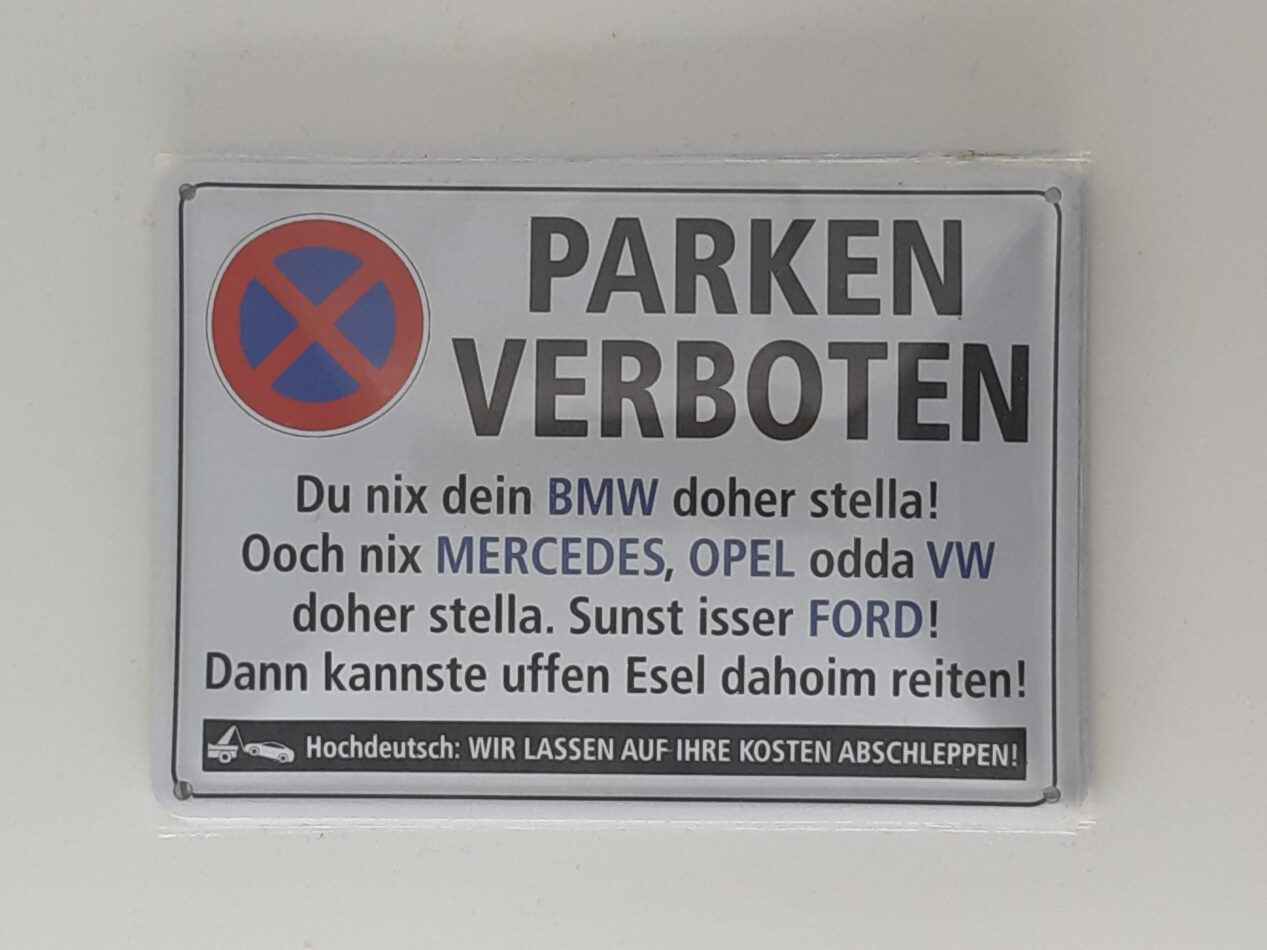 PARKEN
VERBOTEN
Du nix dein BMW doher stella!
Ooch nix MERCEDES, OPEL odda VW
doher stella. Sunst isser FORD!
Dann kannste uffen Esel dahoim reiten!
Hochdeutsch: WIR LASSEN AUF IHRE KOSTEN ABSCHLEPPEN!